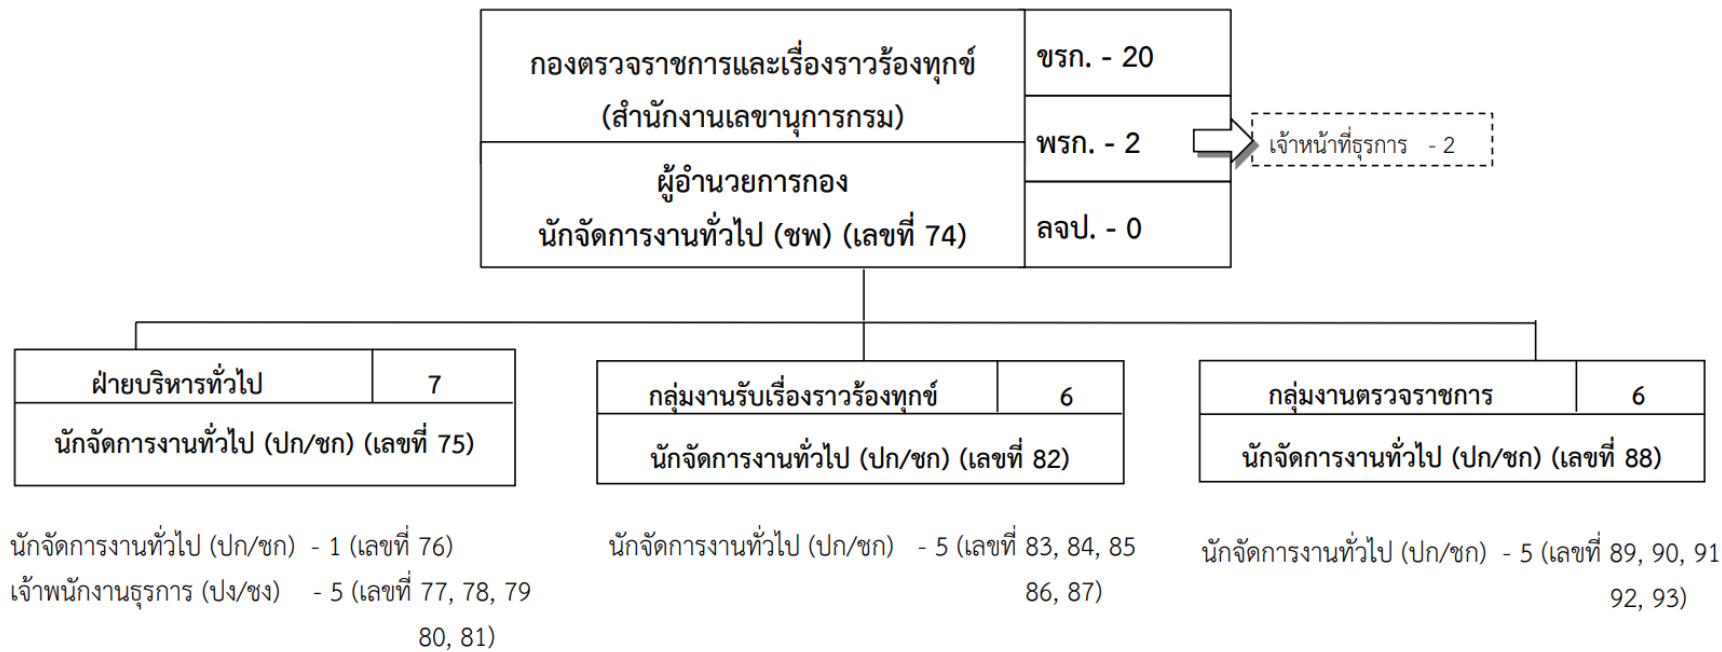 กองตรวจราชการและเรื่องราวร้องทุกข์
(สำนักงานเลขานุการกรม)
ผู้อำนวยการกอง
นักจัดการงานทั่วไป (ชพ) (เลขที่ 74)
ขรก. - 20
พรก. - 2
ลจป. - 0
เจ้าหน้าที่ธุรการ - 2
ฝ่ายบริหารทั่วไป 7
นักจัดการงานทั่วไป (ปก/ชก) (เลขที่ 75)
นักจัดการงานทั่วไป (ปก/ชก) - 1 (เลขที่ 76)
เจ้าพนักงานธุรการ (ปง/ชง) - 5 (เลขที่ 77, 78, 79
80, 81)
กลุ่มงานรับเรื่องราวร้องทุกข์ 6
นักจัดการงานทั่วไป (ปก/ชก) (เลขที่ 82)
นักจัดการงานทั่วไป (ปก/ชก) - 5 (เลขที่ 83, 84, 85
86, 87)
กลุ่มงานตรวจราชการ 6
นักจัดการงานทั่วไป (ปก/ชก) (เลขที่ 88)
นักจัดการงานทั่วไป (ปก/ชก) - 5 (เลขที่ 89, 90, 91
92, 93)